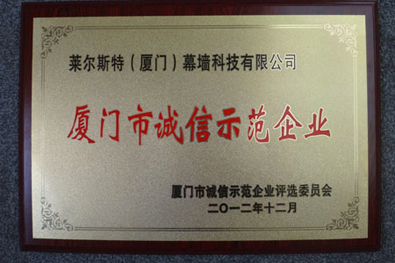 莱尔斯特（厦门）幕墙科技有限公司
厦门市诚信示范企业
厦门市诚信示范企业评选委员会
二〇一二年十二月